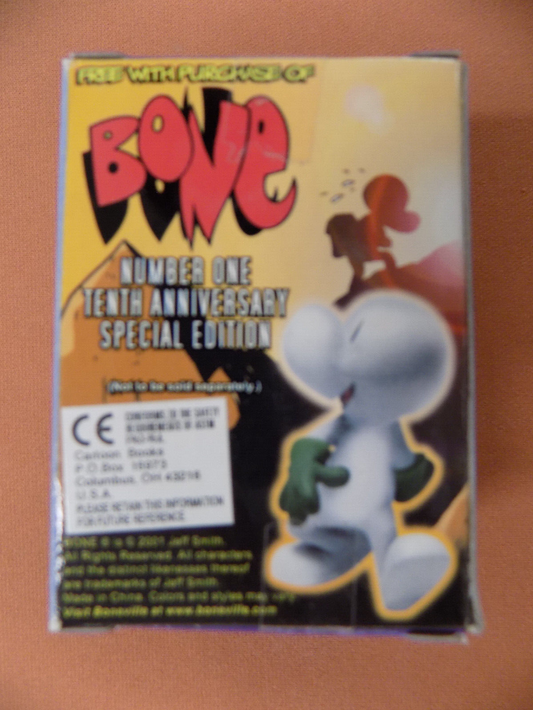 FREE WITH PURCHASE OF
BONE
NUMBER ONE
TENTH ANNIVERSARY
SPECIAL EDITION
(Not to be sold separately.)
CE
CONFORMS TO THE SAFETY
REQUIREMENTS OF ASTM
Cartoon Books
P.O.Box 16973
Columbus, OH 43216
U.S.A.
PLEASE RETAIN THIS INFORMATION
FOR FUTURE REFERENCE
BONE ® is © 2001 Jeff Smith.
All Rights Reserved. All characters
and the distinct likenesses thereof
are trademarks of Jeff Smith.
Made in China. Colors and styles may vary.
Visit Boneville at www.boneville.com